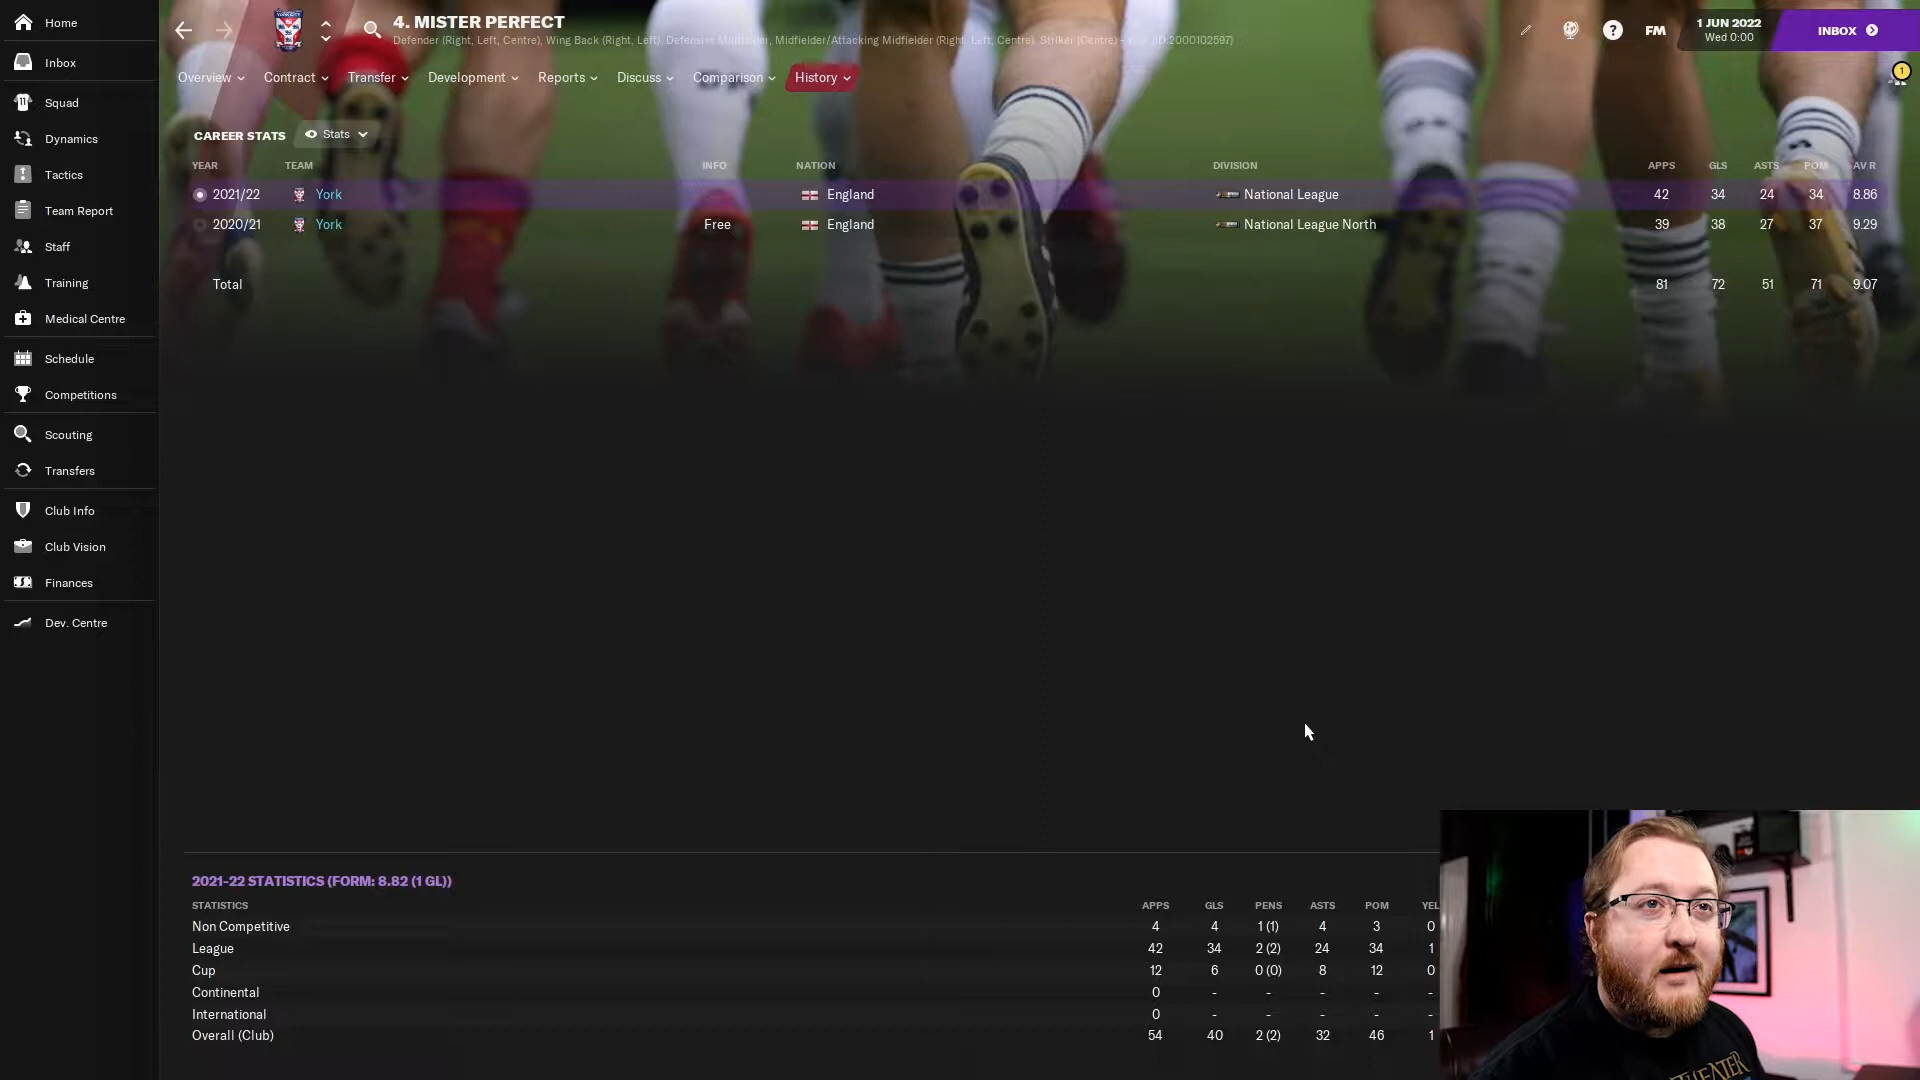 Home
Inbox
Squad
Dynamics
Tactics
Team Report
Staff
Training
Medical Centre
Schedule
Competitions
Scouting
Transfers
Club Info
Club Vision
Finances
Dev. Centre
4. MISTER PERFECT
Defender (Right, Left, Centre), Wing Back (Right, Left), Defensive Midfielder, Midfielder/Attacking Midfielder (Right, Left, Centre), Striker (Centre) - York (ID:2000102597)
FM
1 JUN 2022
Wed 0:00
INBOX
1
Overview Contract Transfer Development Reports Discuss Comparison History
CAREER STATS Stats
YEAR TEAM INFO NATION DIVISION APPS GLS ASTS POM AV R
2021/22 York England National League 42 34 24 34 8.86
2020/21 York Free England National League North 39 38 27 37 9.29
Total 81 72 51 71 9.07
2021-22 STATISTICS (FORM: 8.82 (1 GL))
STATISTICS APPS GLS PENS ASTS POM YEL
Non Competitive 4 4 1 (1) 4 3 0
League 42 34 2 (2) 24 34 1
Cup 12 6 0 (0) 8 12 0
Continental 0 - - - - -
International 0 - - - - -
Overall (Club) 54 40 2 (2) 32 46 1